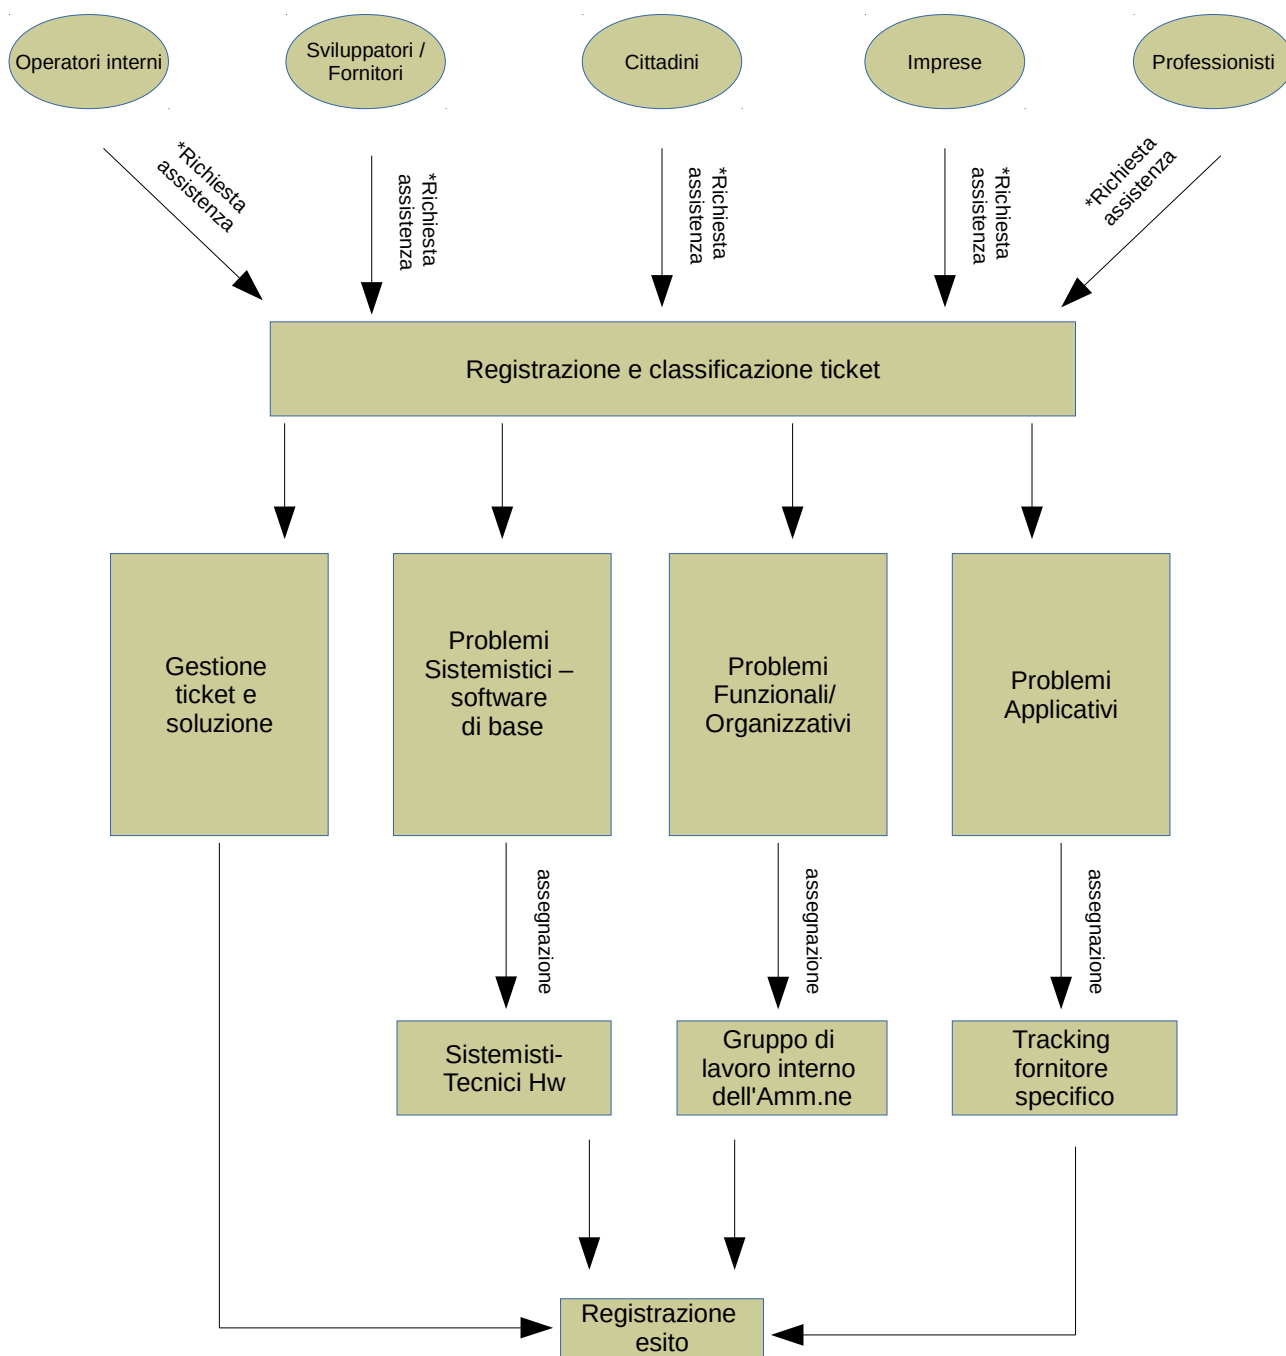 Operatori interni
Sviluppatori /
Fornitori
Cittadini
Imprese
Professionisti
*Richiesta
assistenza
*Richiesta
assistenza
*Richiesta
assistenza
*Richiesta
assistenza
*Richiesta
assistenza
Registrazione e classificazione ticket
Gestione
ticket e
soluzione
Problemi
Sistemistici –
software
di base
Problemi
Funzionali/
Organizzativi
Problemi
Applicativi
assegnazione
assegnazione
assegnazione
Sistemisti-
Tecnici Hw
Gruppo di
lavoro interno
dell'Amm.ne
Tracking
fornitore
specifico
Registrazione
esito